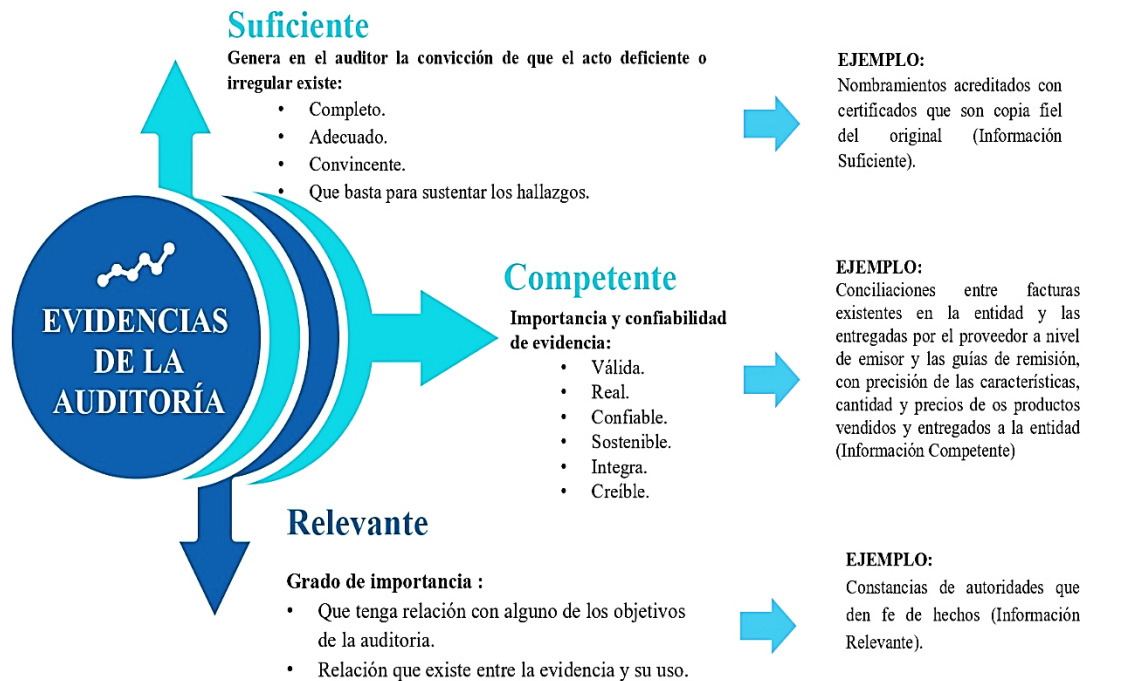 Suficiente
Genera en el auditor la convicción de que el acto deficiente o
irregular existe:
• Completo.
• Adecuado.
• Convincente.
• Que basta para sustentar los hallazgos.
EJEMPLO:
Nombramientos acreditados con
certificados que son copia fiel
del original (Información
Suficiente).
EVIDENCIAS
DE LA
AUDITORÍA
Competente
Importancia y confiabilidad
de evidencia:
• Válida.
• Real.
• Confiable.
• Sostenible.
• Integra.
• Creíble.
EJEMPLO:
Conciliaciones entre facturas
existentes en la entidad y las
entregadas por el proveedor a nivel
de emisor y las guías de remisión,
con precisión de las características,
cantidad y precios de os productos
vendidos y entregados a la entidad
(Información Competente)
Relevante
Grado de importancia :
• Que tenga relación con alguno de los objetivos
de la auditoria.
• Relación que existe entre la evidencia y su uso.
EJEMPLO:
Constancias de autoridades que
den fe de hechos (Información
Relevante).